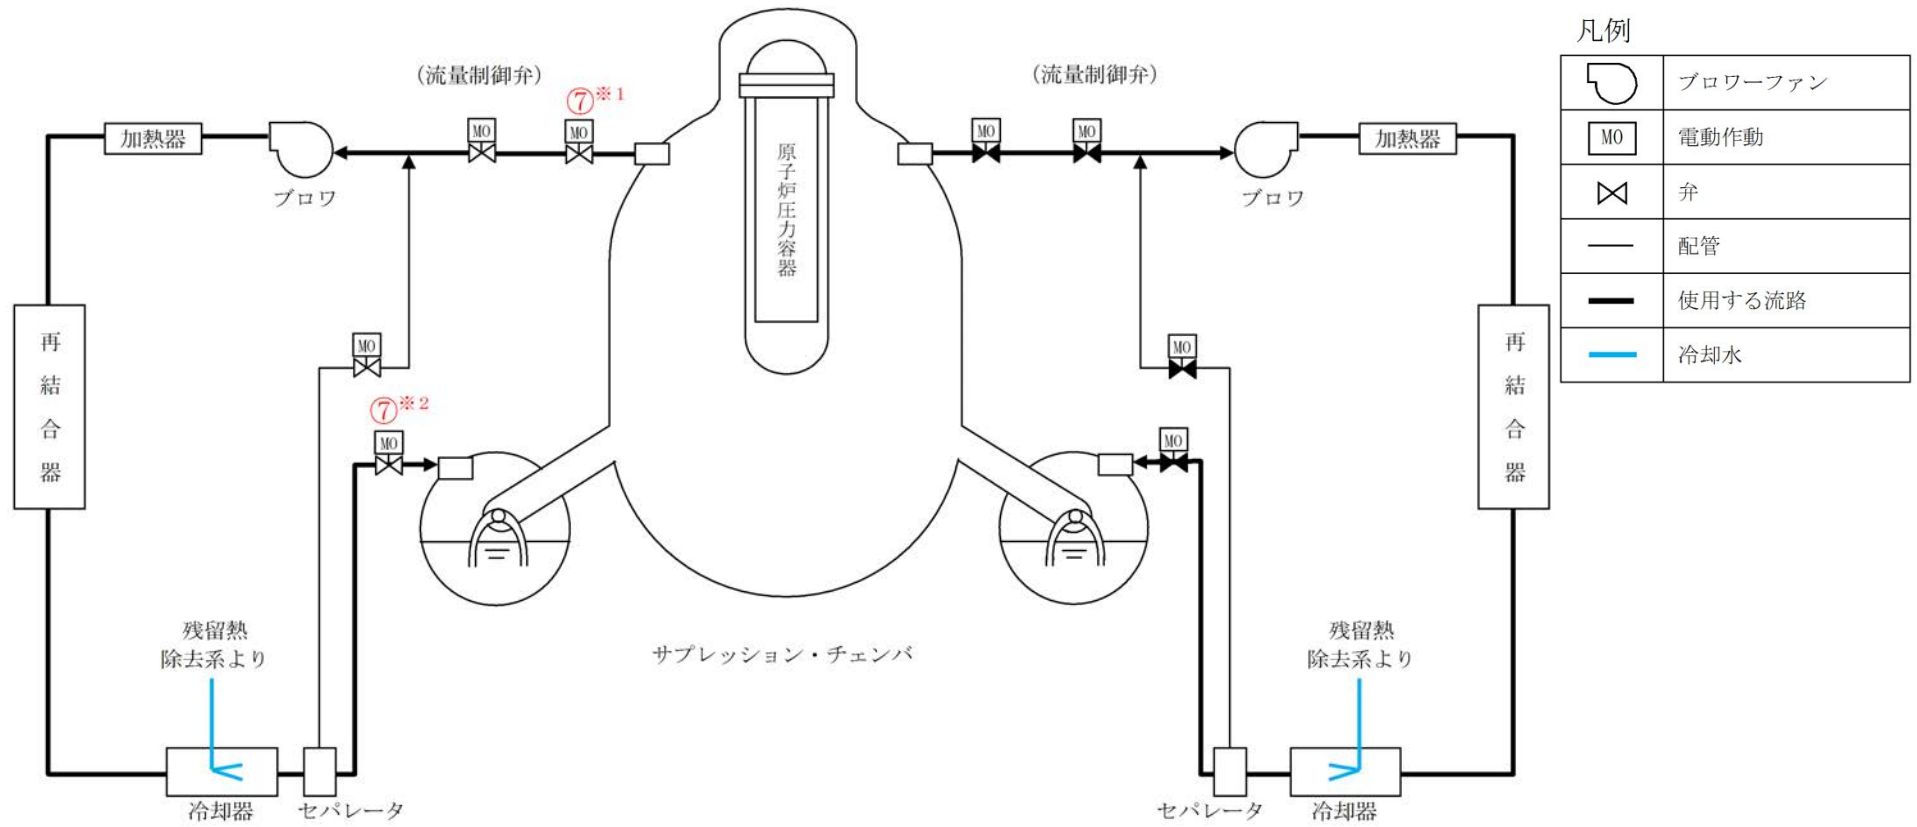 凡例
ブロワーファン
MO 電動作動
弁
配管
使用する流路
冷却水
(流量制御弁)
(流量制御弁)
⑦※1
MO
MO
MO
MO
加熱器
ブロワ
原子炉圧力容器
ブロワ
加熱器
再結合器
MO
⑦※2
MO
MO
MO
再結合器
残留熱
除去系より
サプレッション・チェンバ
残留熱
除去系より
冷却器
セパレータ
セパレータ
冷却器